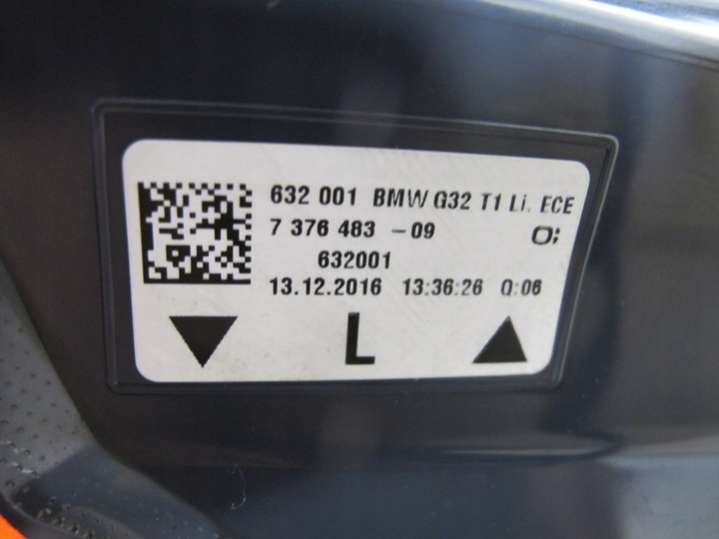 632 001 BMW G32 T1 Li. ECE
7 376 483 -09
632001
13.12.2016 13:36:26 Q:06
L